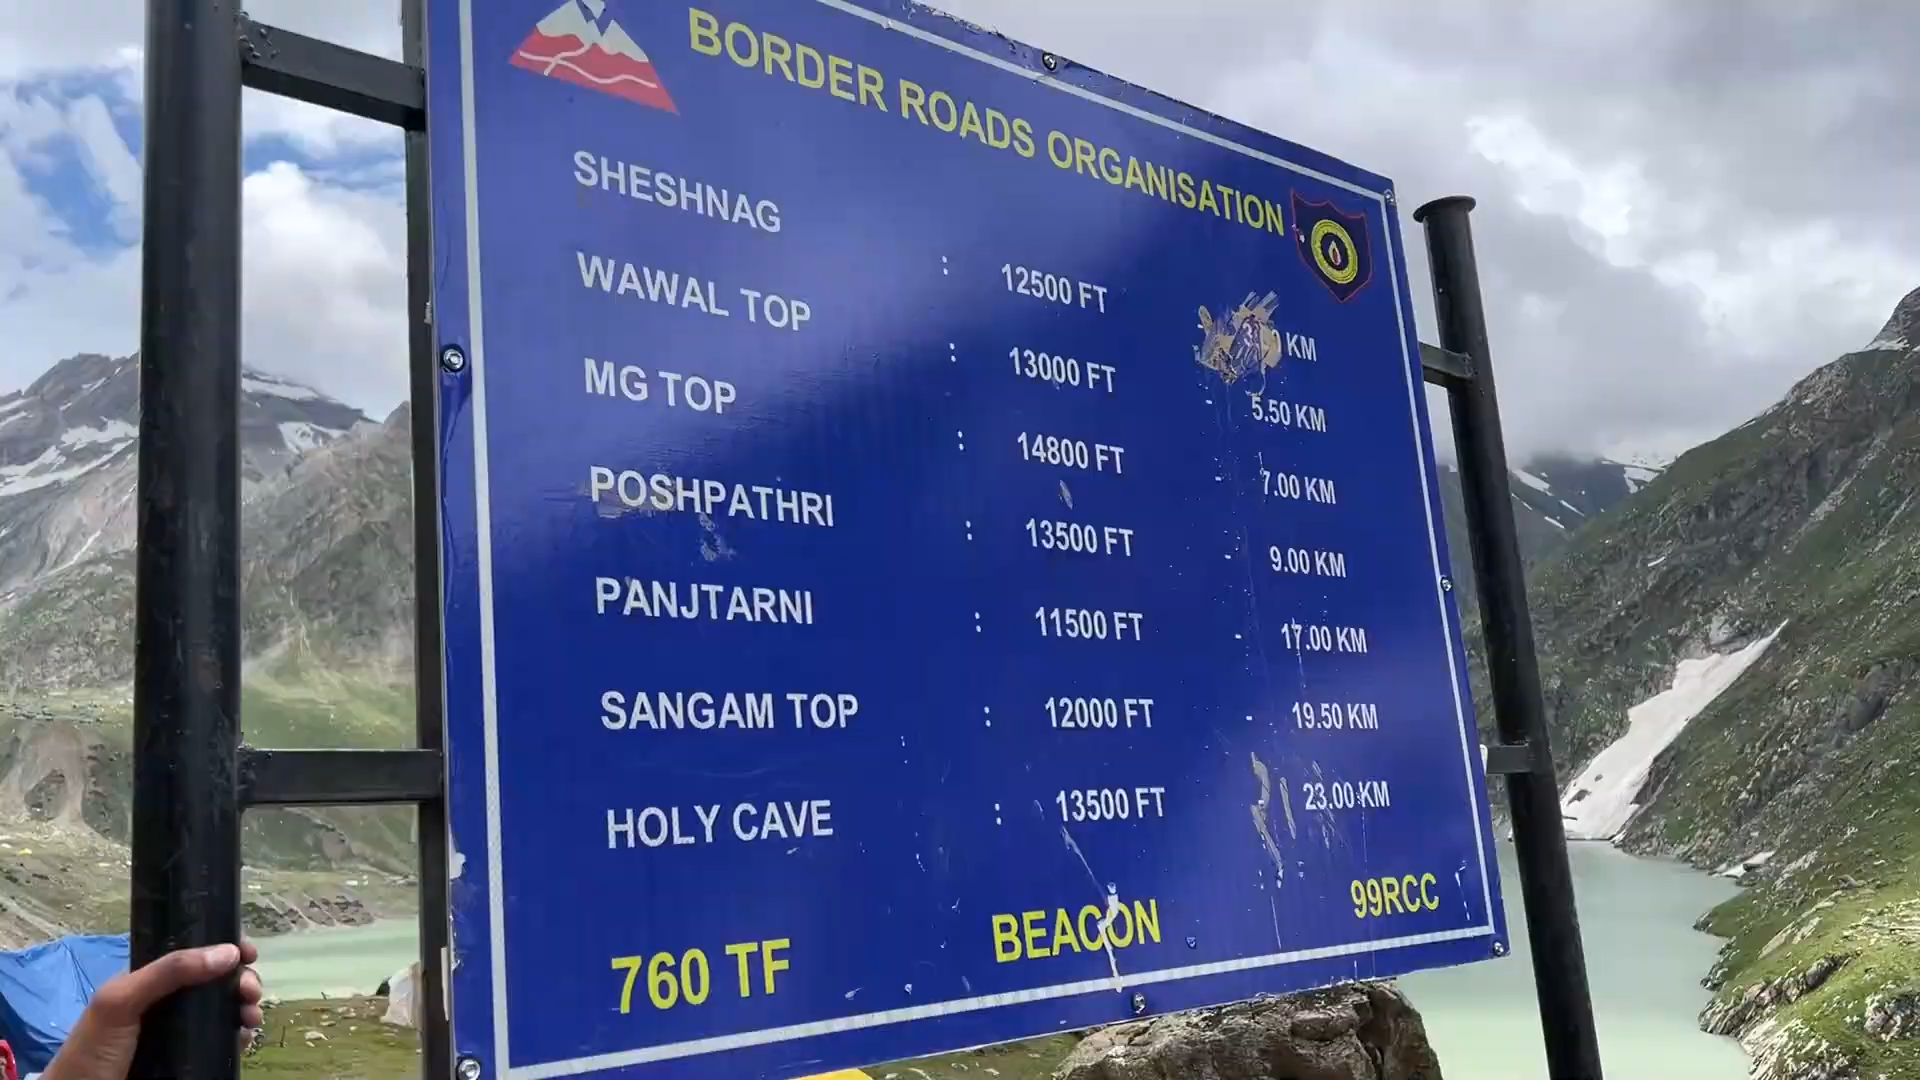 BORDER ROADS ORGANISATION
SHESHNAG : 12500 FT KM
WAWAL TOP : 13000 FT - 5.50 KM
MG TOP : 14800 FT - 7.00 KM
POSHPATHRI : 13500 FT - 9.00 KM
PANJTARNI : 11500 FT - 17.00 KM
SANGAM TOP : 12000 FT - 19.50 KM
HOLY CAVE : 13500 FT 23.00 KM
760 TF BEACON 99RCC